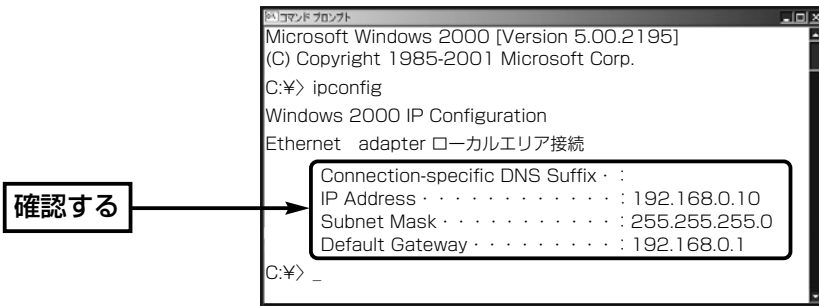 コマンド プロンプト
Microsoft Windows 2000 [Version 5.00.2195]
(C) Copyright 1985-2001 Microsoft Corp.
C:¥〉 ipconfig
Windows 2000 IP Configuration
Ethernet adapter ローカルエリア接続
Connection-specific DNS Suffix・:
IP Address・・・・・・・・・・・・:192.168.0.10
Subnet Mask・・・・・・・・・・・:255.255.255.0
Default Gateway・・・・・・・・・:192.168.0.1
確認する
C:¥〉_